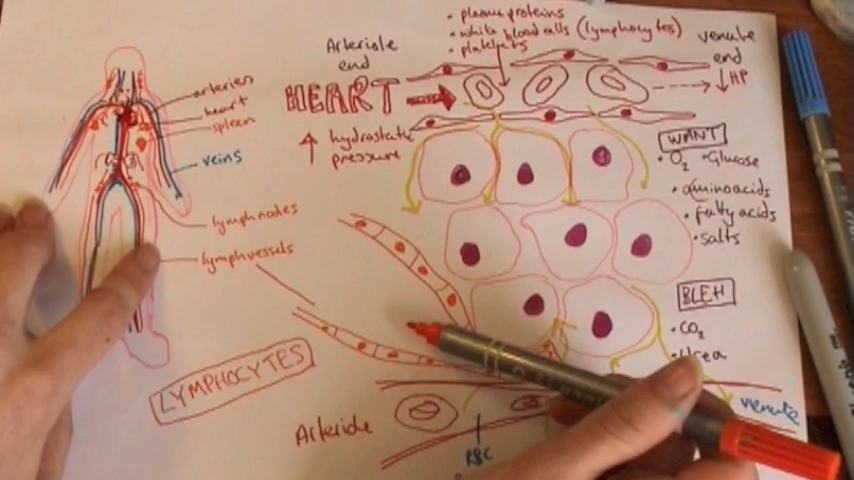 • plasma proteins
• white blood cells (lymphocytes)
• platelets
Arteriole
end
venule
end
HEART
↓HP
↑ hydrostatic
pressure
arteries
heart
spleen
veins
lymphnodes
lymphvessels
WANT
• O₂ • Glucose
• aminoacids
• fatty acids
• salts
BLEH
• CO₂
• Urea
LYMPHOCYTES
Arteriole
RBC
venule